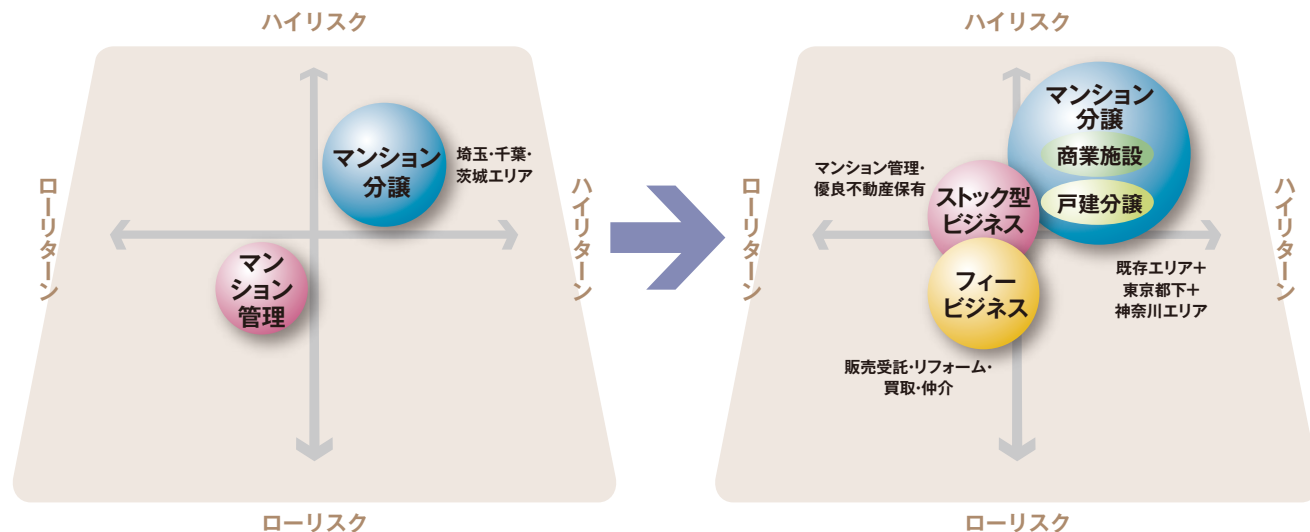 ハイリスク
ローリターン
マンション
分譲
埼玉・千葉・
茨城エリア
ハイリターン
マン
ション
管理
ローリスク
ハイリスク
ローリターン
マンション
分譲
商業施設
戸建分譲
マンション管理・
優良不動産保有
ストック型
ビジネス
ハイリターン
フィー
ビジネス
既存エリア＋
東京都下＋
神奈川エリア
販売受託・リフォーム・
買取・仲介
ローリスク